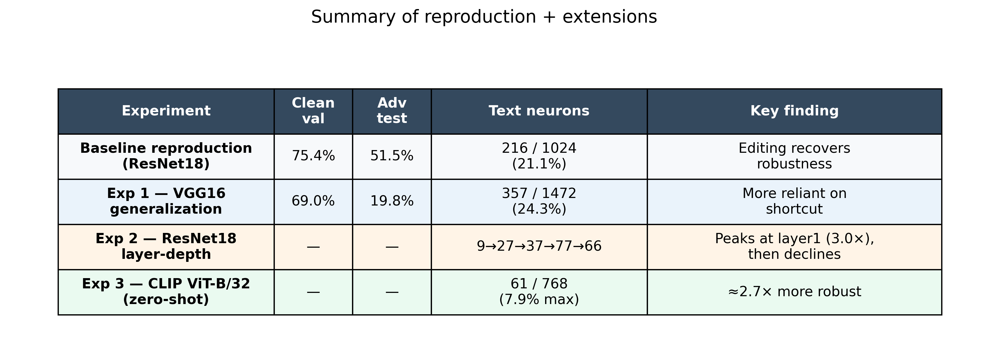 Summary of reproduction + extensions
Experiment
Clean
val
Adv
test
Text neurons
Key finding
Baseline reproduction
(ResNet18)
75.4%
51.5%
216 / 1024
(21.1%)
Editing recovers
robustness
Exp 1 — VGG16
generalization
69.0%
19.8%
357 / 1472
(24.3%)
More reliant on
shortcut
Exp 2 — ResNet18
layer-depth
—
—
9→27→37→77→66
Peaks at layer1 (3.0×),
then declines
Exp 3 — CLIP ViT-B/32
(zero-shot)
—
—
61 / 768
(7.9% max)
≈2.7× more robust